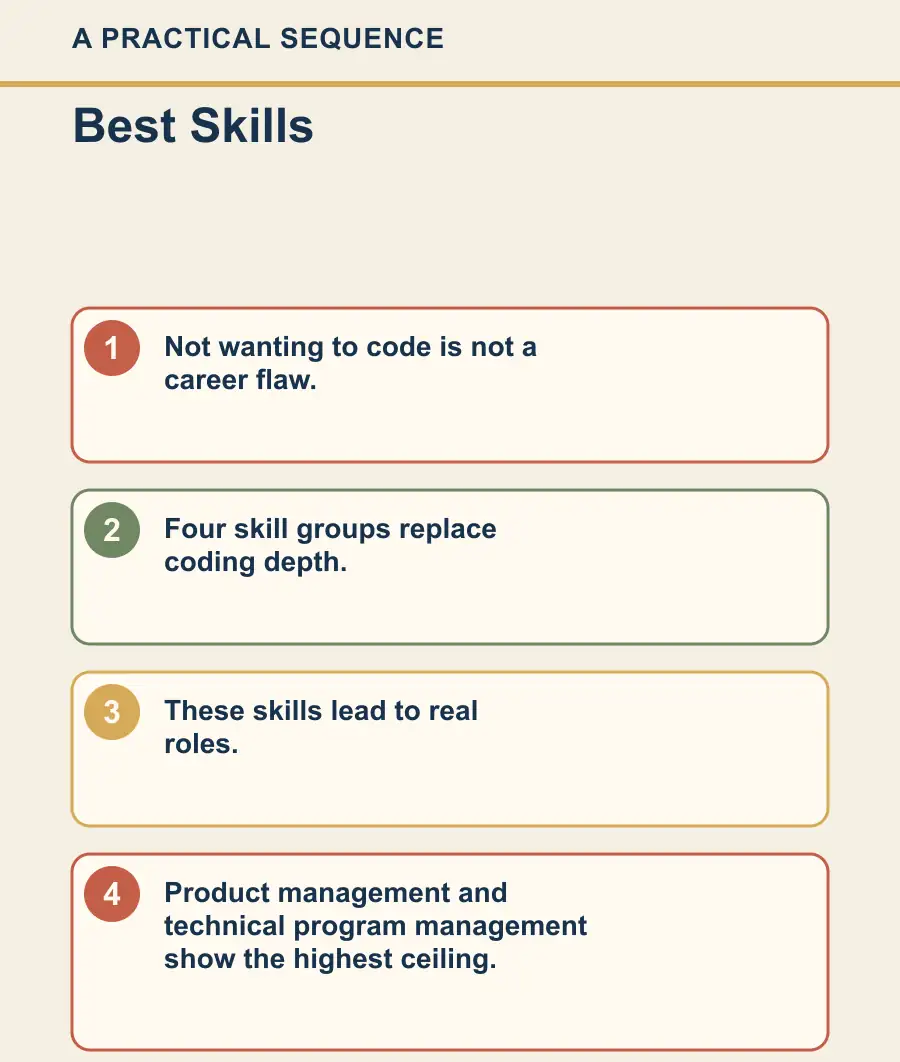 A PRACTICAL SEQUENCE
Best Skills
1
Not wanting to code is not a
career flaw.
2
Four skill groups replace
coding depth.
3
These skills lead to real
roles.
4
Product management and
technical program management
show the highest ceiling.